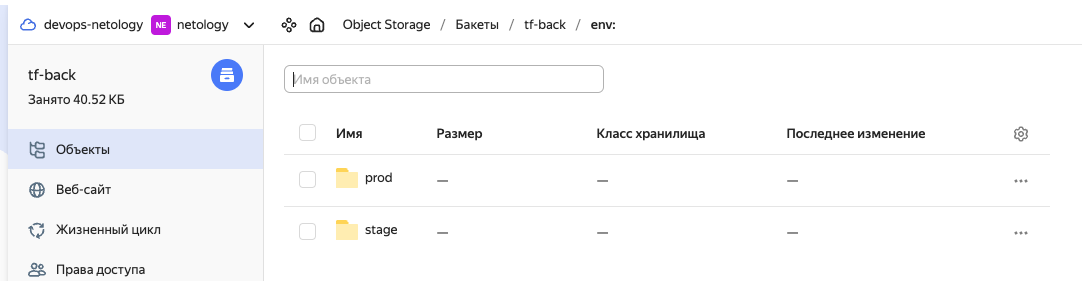 devops-netology NE netology Object Storage / Бакеты / tf-back / env:
tf-back
Занято 40.52 КБ
Объекты
Веб-сайт
Жизненный цикл
Права доступа
Имя объекта
Имя Размер Класс хранилища Последнее изменение
prod — — — ...
stage — — — ...